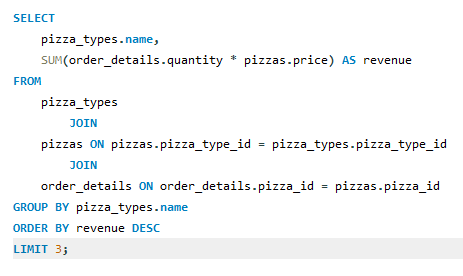 SELECT
    pizza_types.name,
    SUM(order_details.quantity * pizzas.price) AS revenue
FROM
    pizza_types
        JOIN
    pizzas ON pizzas.pizza_type_id = pizza_types.pizza_type_id
        JOIN
    order_details ON order_details.pizza_id = pizzas.pizza_id
GROUP BY pizza_types.name
ORDER BY revenue DESC
LIMIT 3;